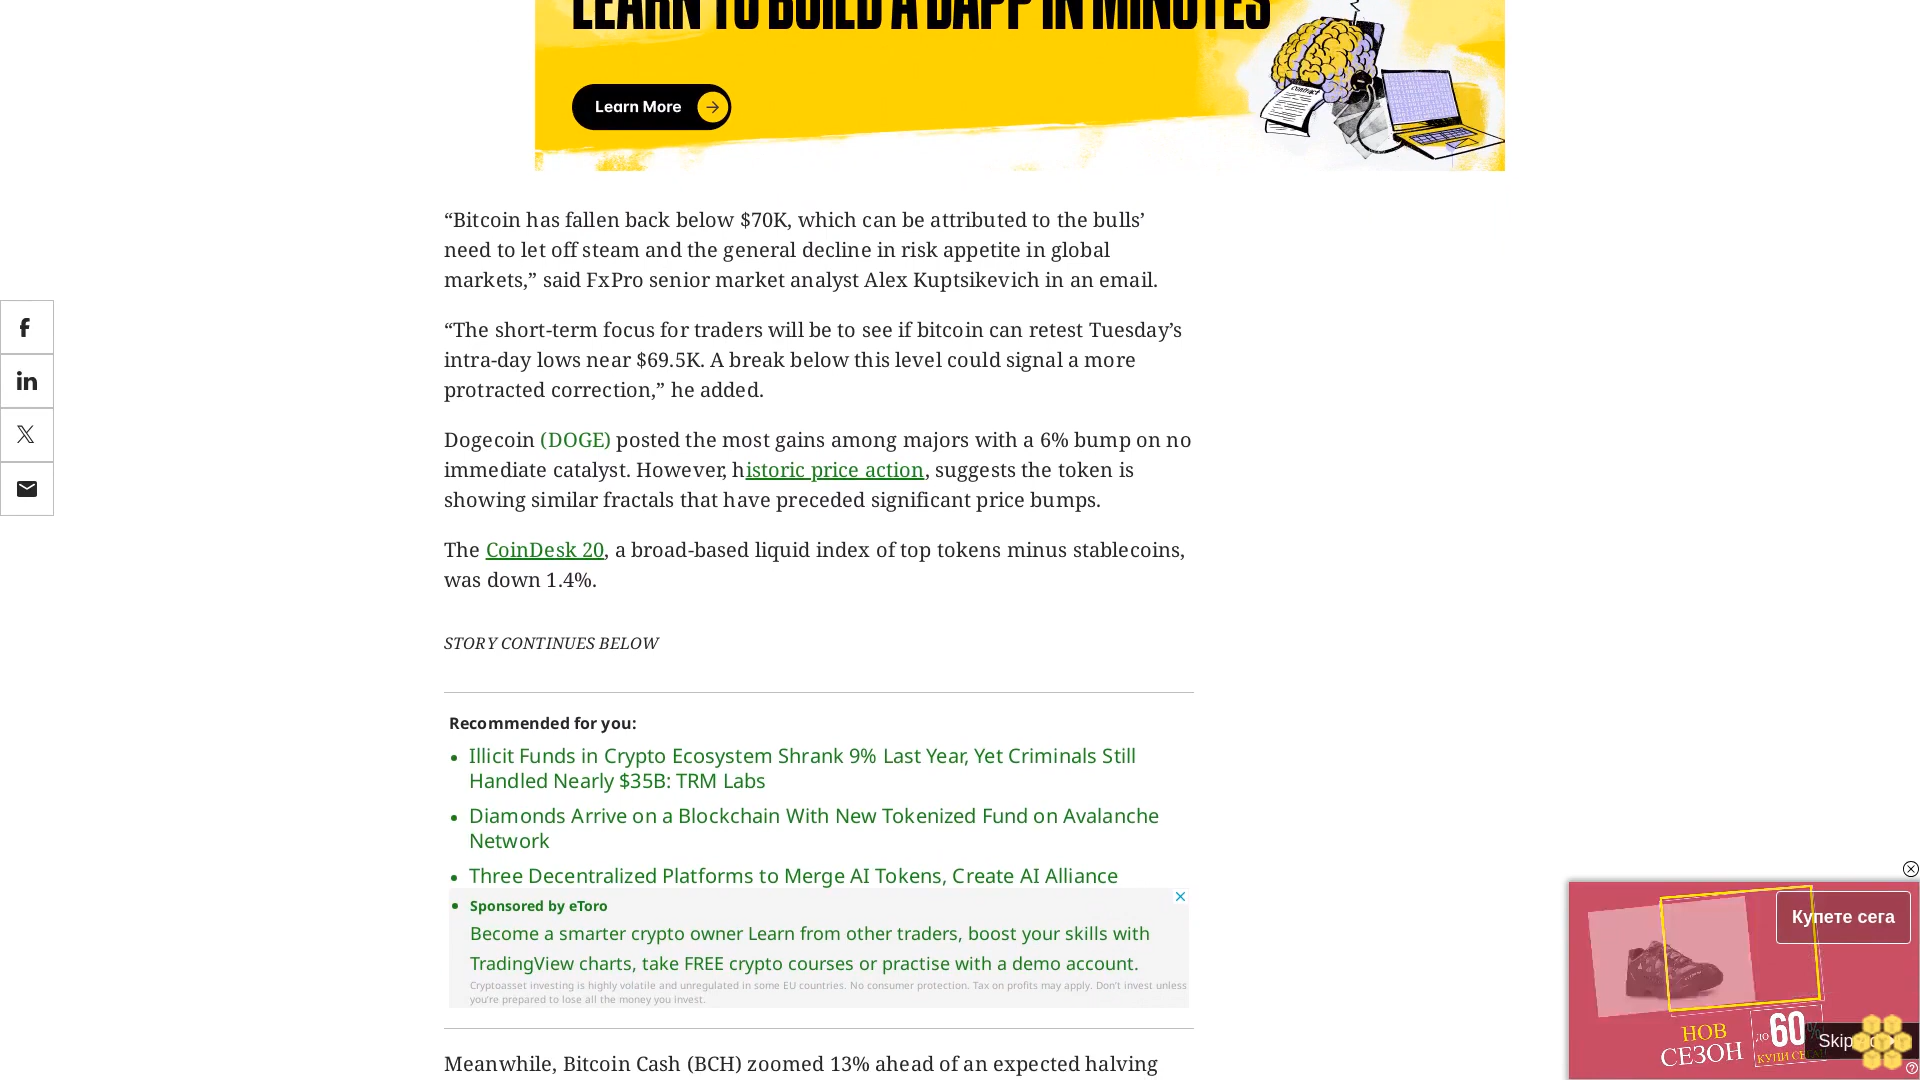 LEARN TO BUILD A DAPP IN MINUTES
Learn More
contract
“Bitcoin has fallen back below $70K, which can be attributed to the bulls’
need to let off steam and the general decline in risk appetite in global
markets,” said FxPro senior market analyst Alex Kuptsikevich in an email.
“The short-term focus for traders will be to see if bitcoin can retest Tuesday’s
intra-day lows near $69.5K. A break below this level could signal a more
protracted correction,” he added.
Dogecoin (DOGE) posted the most gains among majors with a 6% bump on no
immediate catalyst. However, historic price action, suggests the token is
showing similar fractals that have preceded significant price bumps.
The CoinDesk 20, a broad-based liquid index of top tokens minus stablecoins,
was down 1.4%.
STORY CONTINUES BELOW
Recommended for you:
• Illicit Funds in Crypto Ecosystem Shrank 9% Last Year, Yet Criminals Still
Handled Nearly $35B: TRM Labs
• Diamonds Arrive on a Blockchain With New Tokenized Fund on Avalanche
Network
• Three Decentralized Platforms to Merge AI Tokens, Create AI Alliance
• Sponsored by eToro
Become a smarter crypto owner Learn from other traders, boost your skills with
TradingView charts, take FREE crypto courses or practise with a demo account.
Cryptoasset investing is highly volatile and unregulated in some EU countries. No consumer protection. Tax on profits may apply. Don’t invest unless
you’re prepared to lose all the money you invest.
Meanwhile, Bitcoin Cash (BCH) zoomed 13% ahead of an expected halving
Купете сега
НОВ
СЕЗОН
ДО 60%
КУПИ
Skip